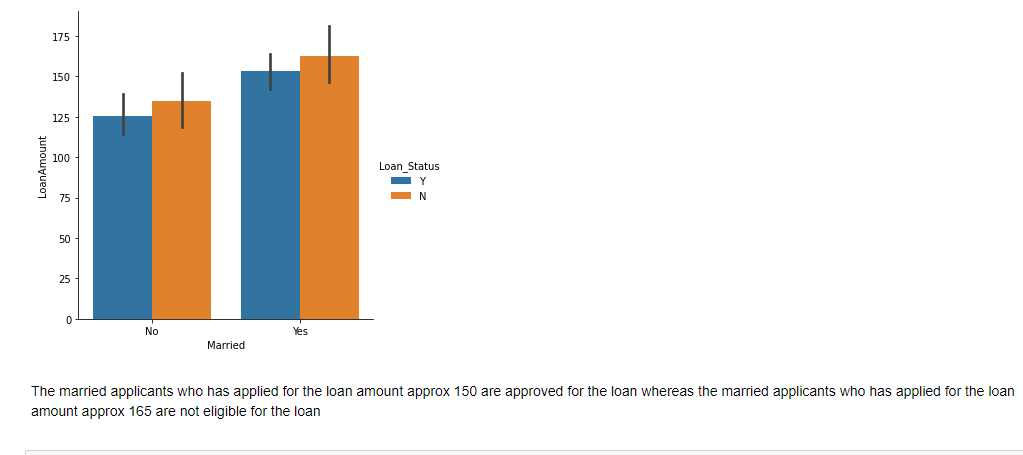 175
150
125
100
75
50
25
0
LoanAmount
No
Yes
Married
Loan_Status
Y
N
The married applicants who has applied for the loan amount approx 150 are approved for the loan whereas the married applicants who has applied for the loan
amount approx 165 are not eligible for the loan